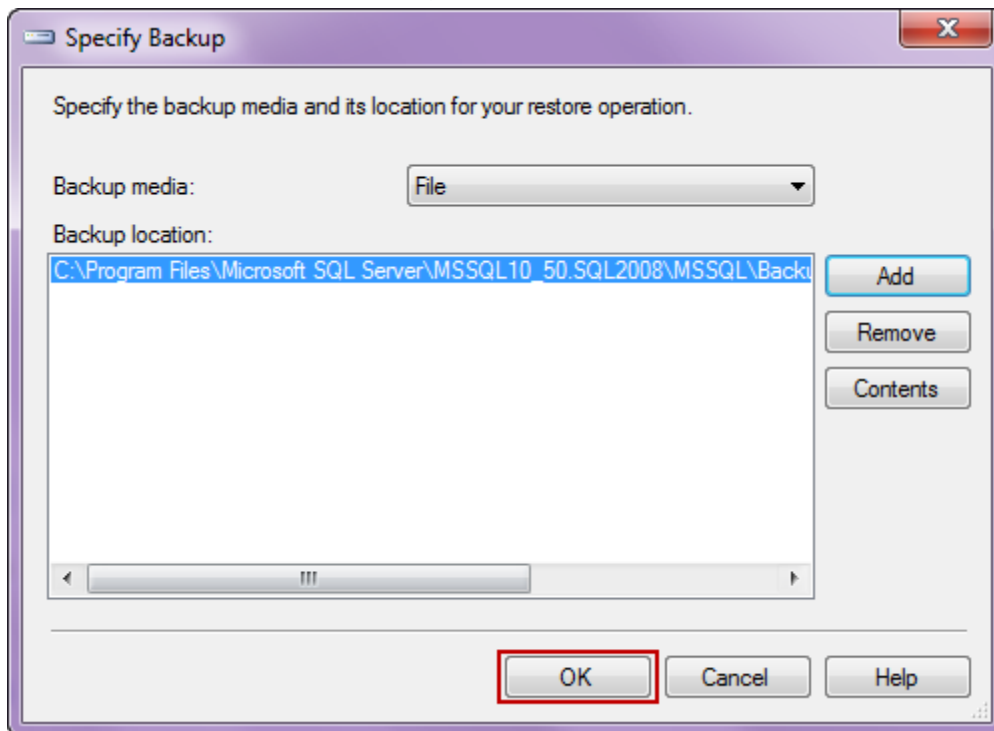 Specify Backup
Specify the backup media and its location for your restore operation.
Backup media:
File
Backup location:
C:\Program Files\Microsoft SQL Server\MSSQL10_50.SQL2008\MSSQL\Backu
Add
Remove
Contents
OK
Cancel
Help